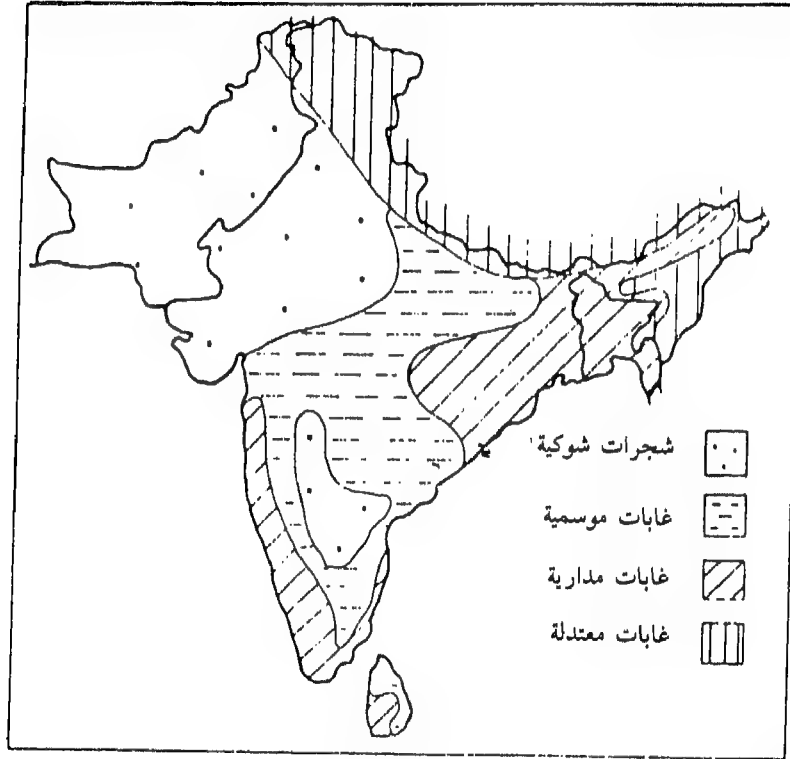 شجرات شوكية
غابات موسمية
غابات مدارية
غابات معتدلة